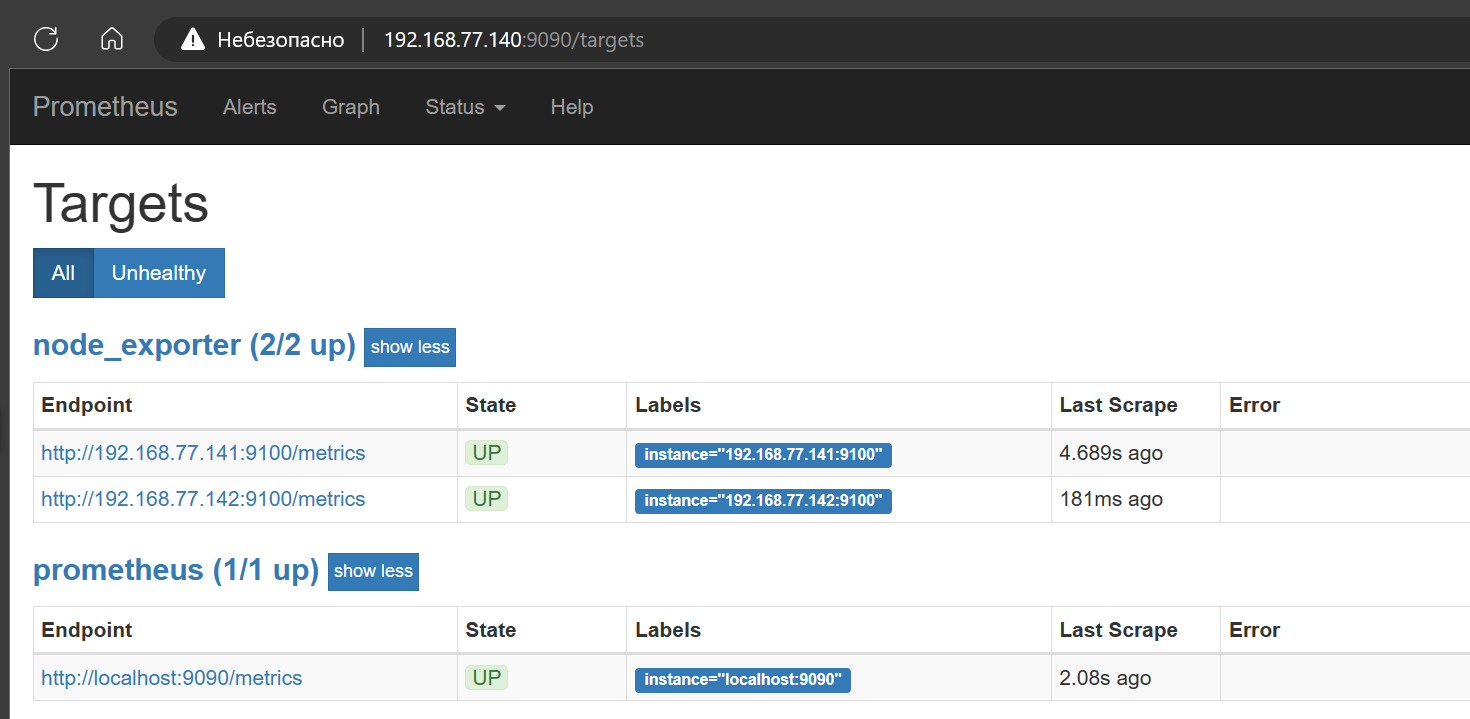 Небезопасно 192.168.77.140:9090/targets
Prometheus Alerts Graph Status Help
Targets
All Unhealthy
node_exporter (2/2 up) show less
Endpoint State Labels Last Scrape Error
http://192.168.77.141:9100/metrics UP instance="192.168.77.141:9100" 4.689s ago
http://192.168.77.142:9100/metrics UP instance="192.168.77.142:9100" 181ms ago
prometheus (1/1 up) show less
Endpoint State Labels Last Scrape Error
http://localhost:9090/metrics UP instance="localhost:9090" 2.08s ago